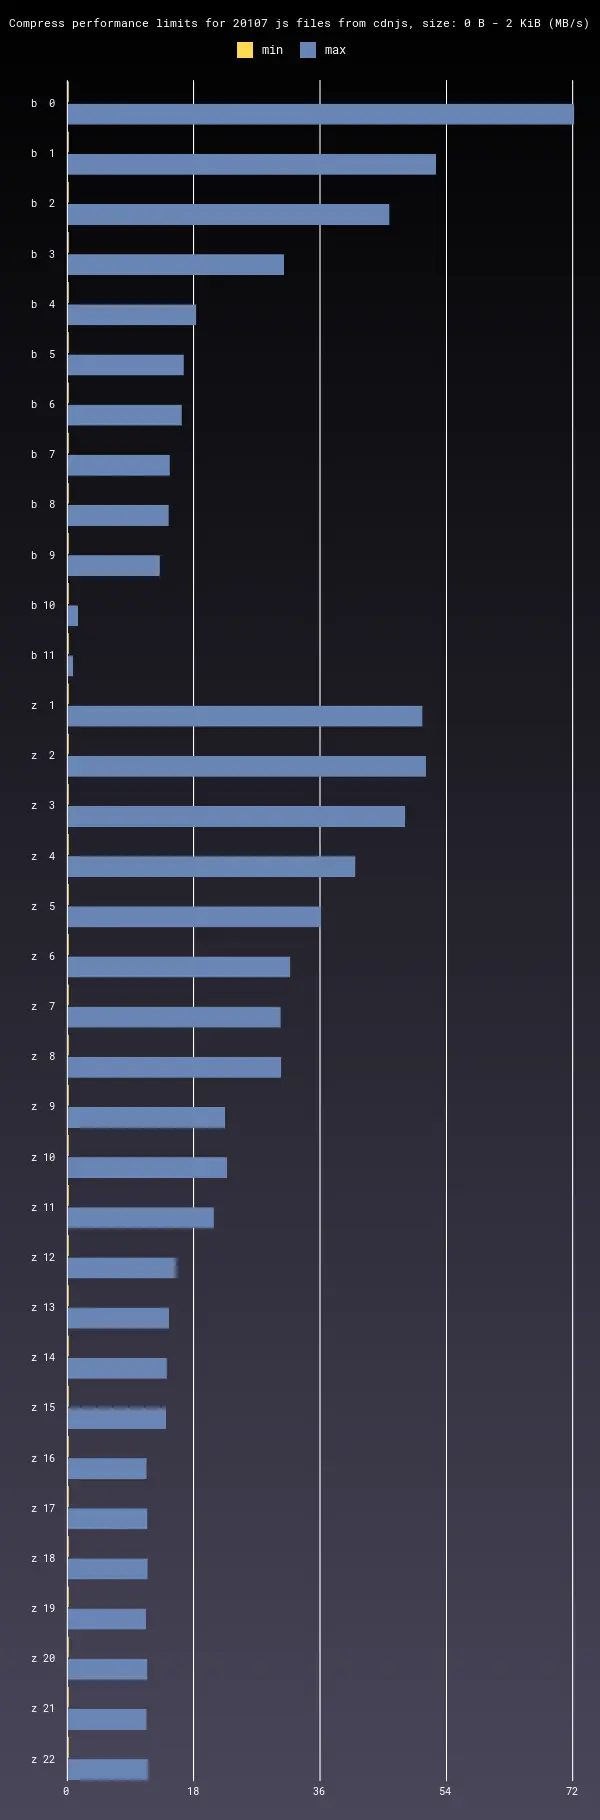 Compress performance limits for 20107 js files from cdnjs, size: 0 B - 2 KiB (MB/s)
min max
b 0
b 1
b 2
b 3
b 4
b 5
b 6
b 7
b 8
b 9
b 10
b 11
z 1
z 2
z 3
z 4
z 5
z 6
z 7
z 8
z 9
z 10
z 11
z 12
z 13
z 14
z 15
z 16
z 17
z 18
z 19
z 20
z 21
z 22
0 18 36 54 72